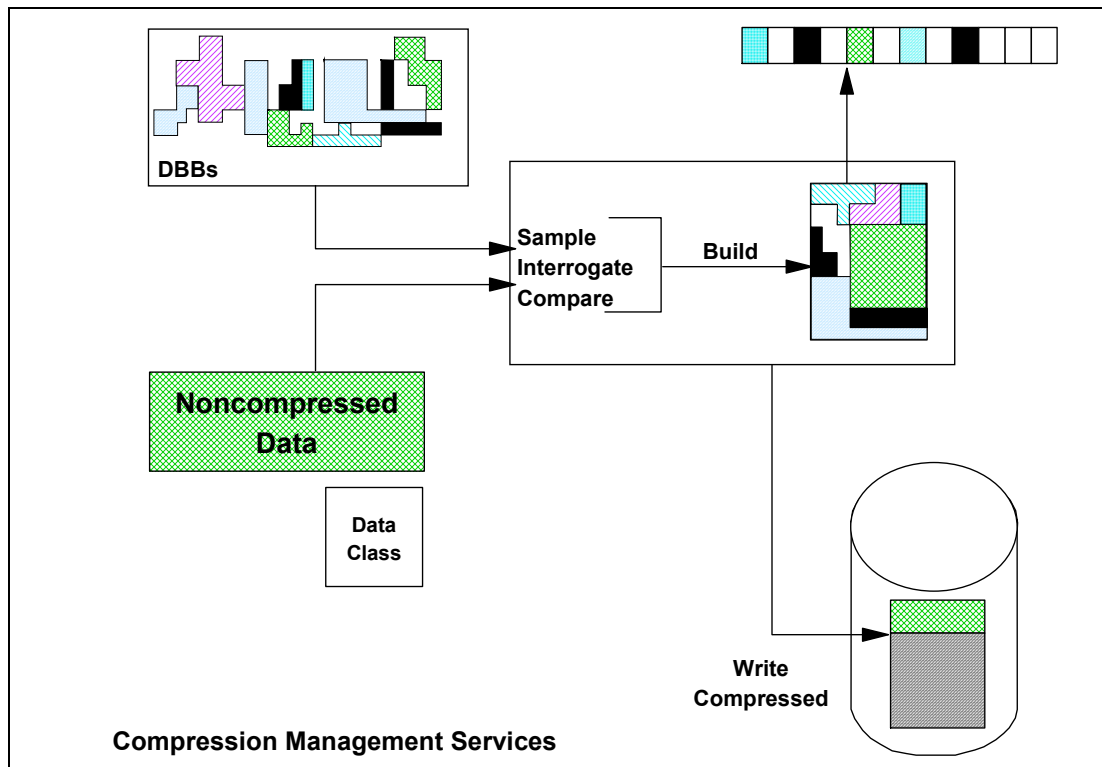 DBBs
Sample
Interrogate
Compare
Build
Noncompressed
Data
Data
Class
Write
Compressed
Compression Management Services